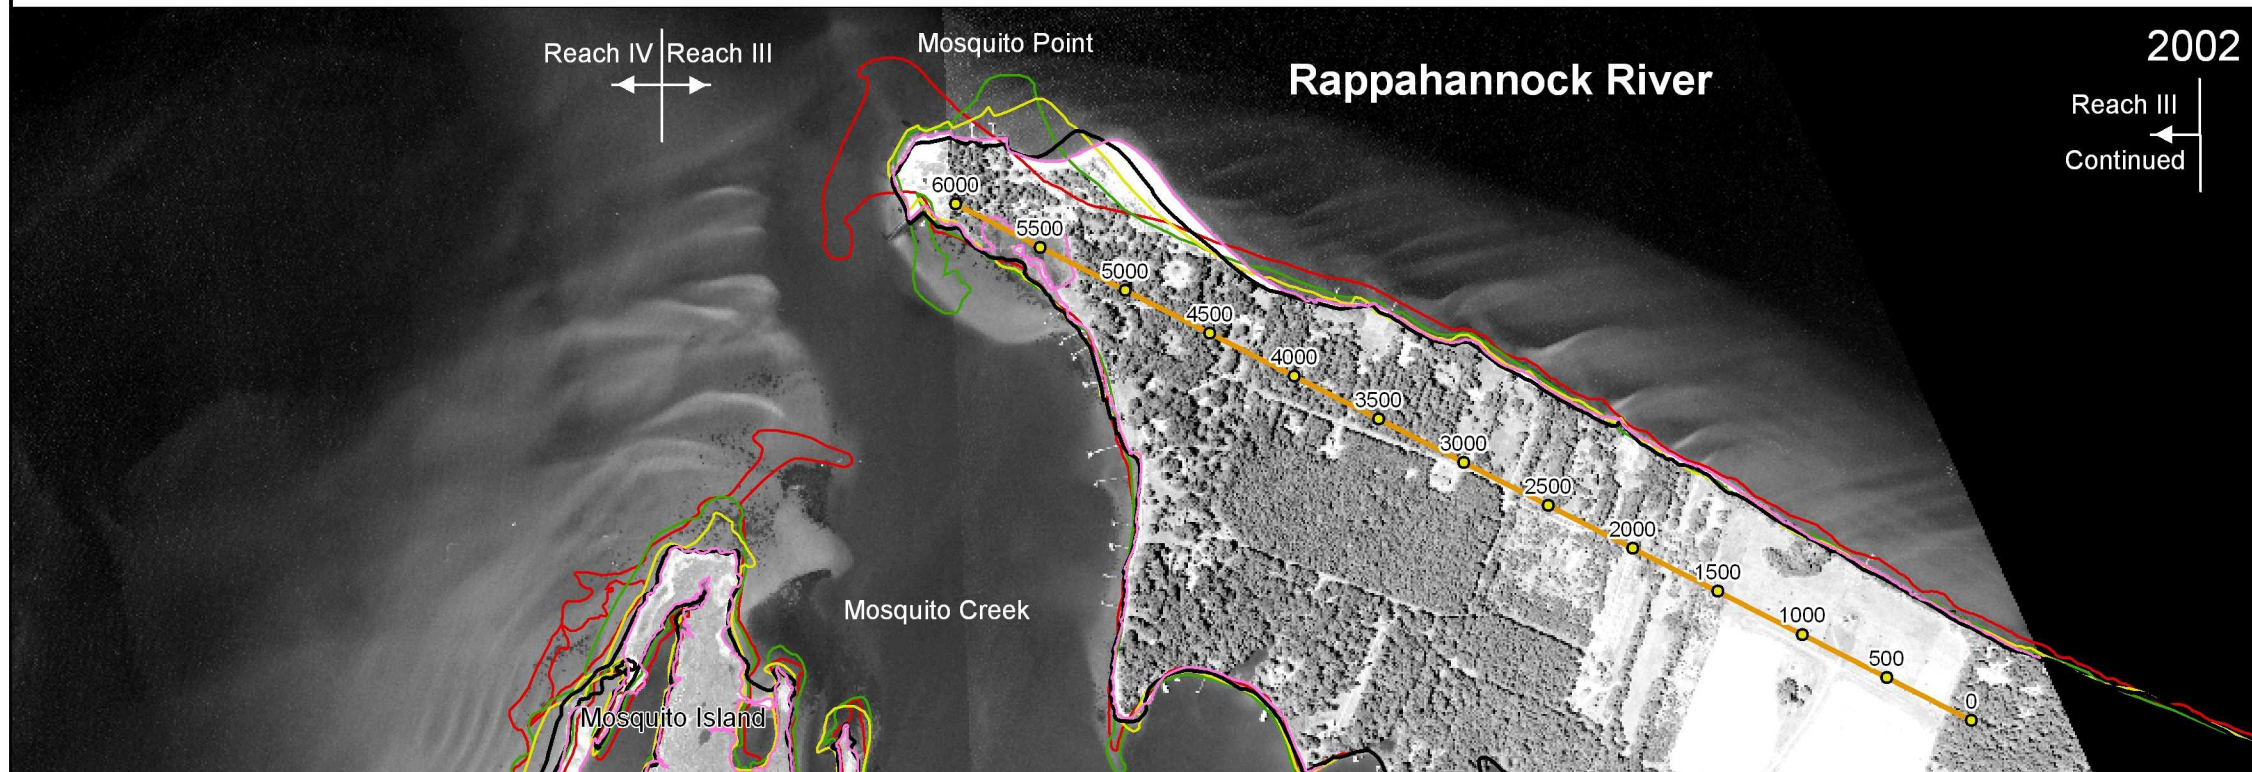 Mosquito Point
Reach IV
Reach III
Rappahannock River
2002
Reach III
Continued
6000
5500
5000
4500
4000
3500
3000
2500
2000
1500
1000
500
0
Mosquito Creek
Mosquito Island